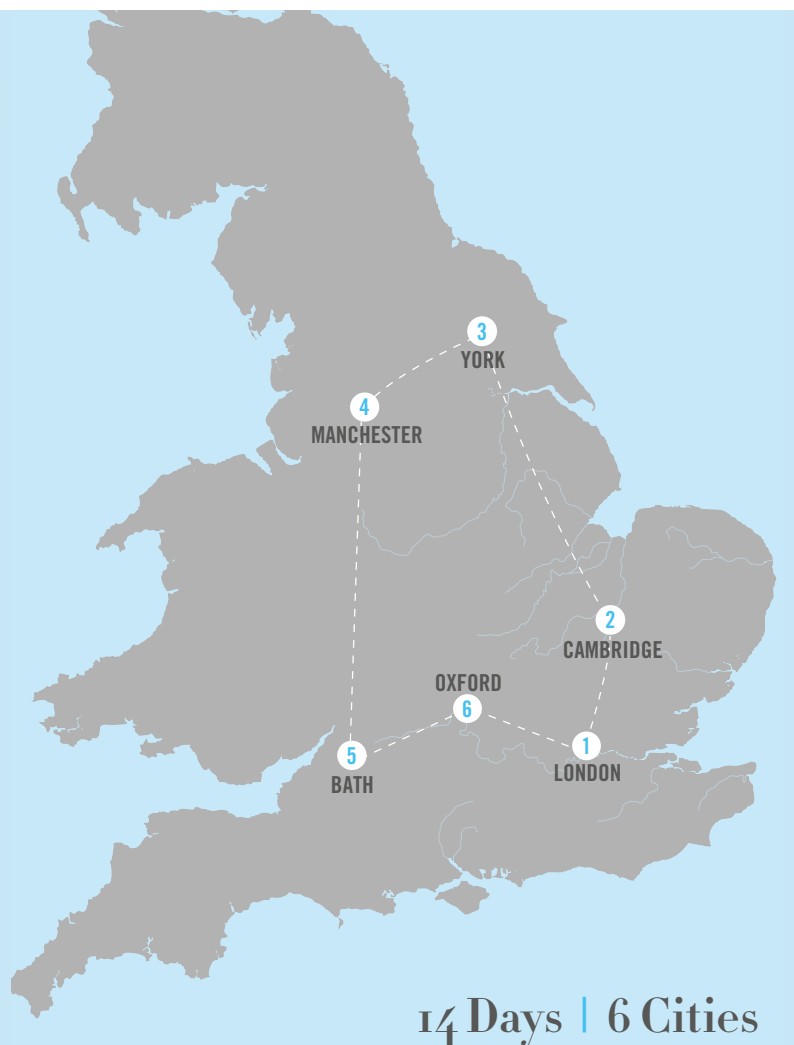 3
YORK
4
MANCHESTER
2
CAMBRIDGE
OXFORD
6
1
LONDON
5
BATH
14 Days | 6 Cities